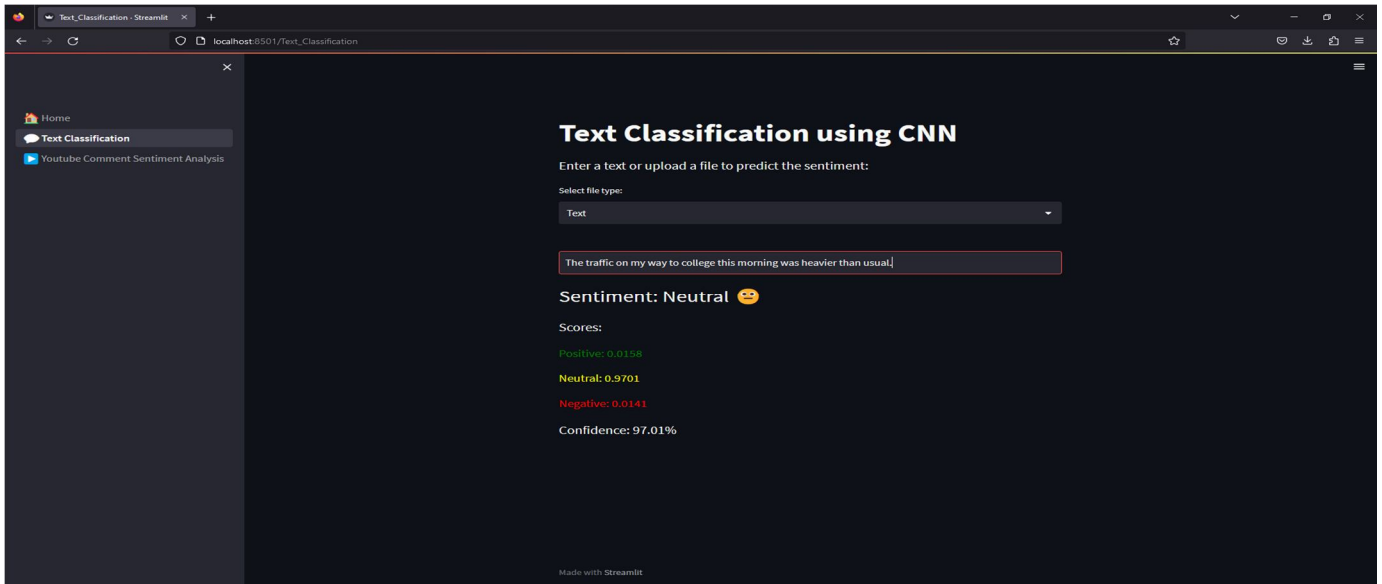 Text_Classification - Streamlit
localhost:8501/Text_Classification
Home
Text Classification
Youtube Comment Sentiment Analysis
Text Classification using CNN
Enter a text or upload a file to predict the sentiment:
Select file type:
Text
The traffic on my way to college this morning was heavier than usual.
Sentiment: Neutral 😐
Scores:
Positive: 0.0158
Neutral: 0.9701
Negative: 0.0141
Confidence: 97.01%
Made with Streamlit